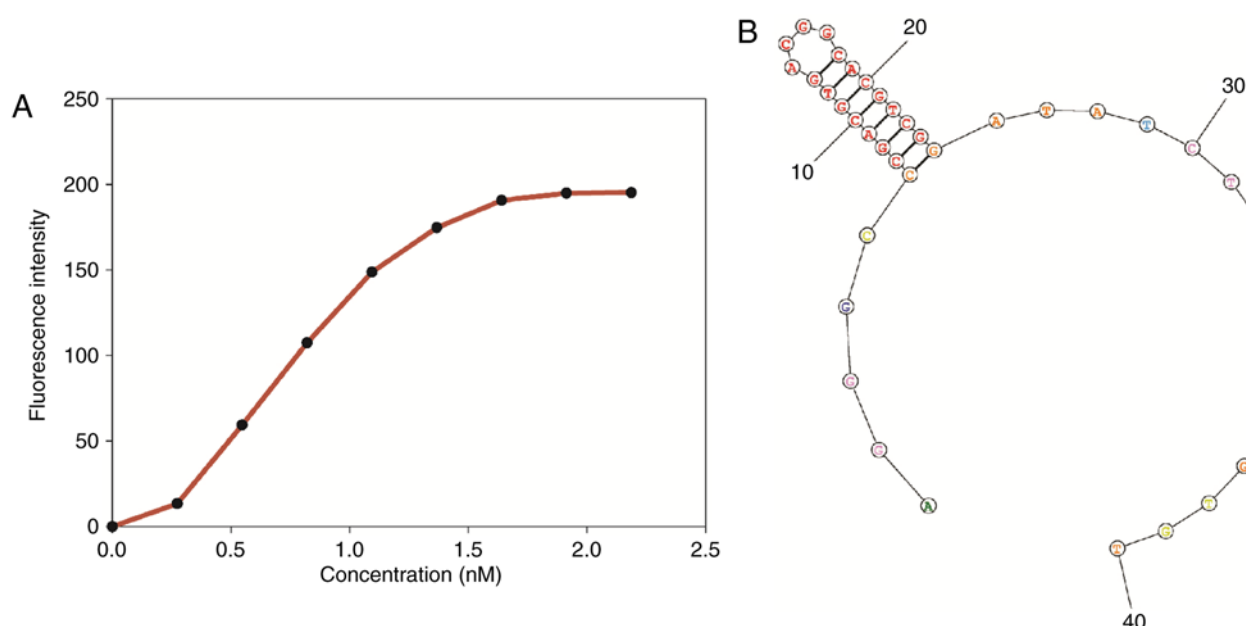 A
250
200
150
100
50
0
Fluorescence intensity
0.0 0.5 1.0 1.5 2.0 2.5
Concentration (nM)
B
10
20
30
40
A G G G C C C G A C G T G A C G G C A C G T C G G A T A T C T
G T G T